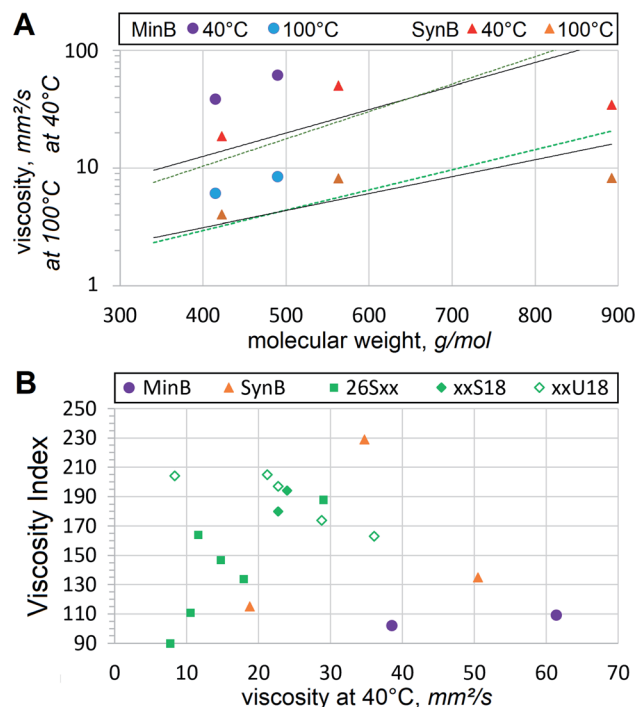 A
MinB 40°C 100°C SynB 40°C 100°C
viscosity, mm²/s
at 100°C at 40°C
100
10
1
300 400 500 600 700 800 900
molecular weight, g/mol
B
MinB SynB 26Sxx xxS18 xxU18
Viscosity Index
250
230
210
190
170
150
130
110
90
0 10 20 30 40 50 60 70
viscosity at 40°C, mm²/s